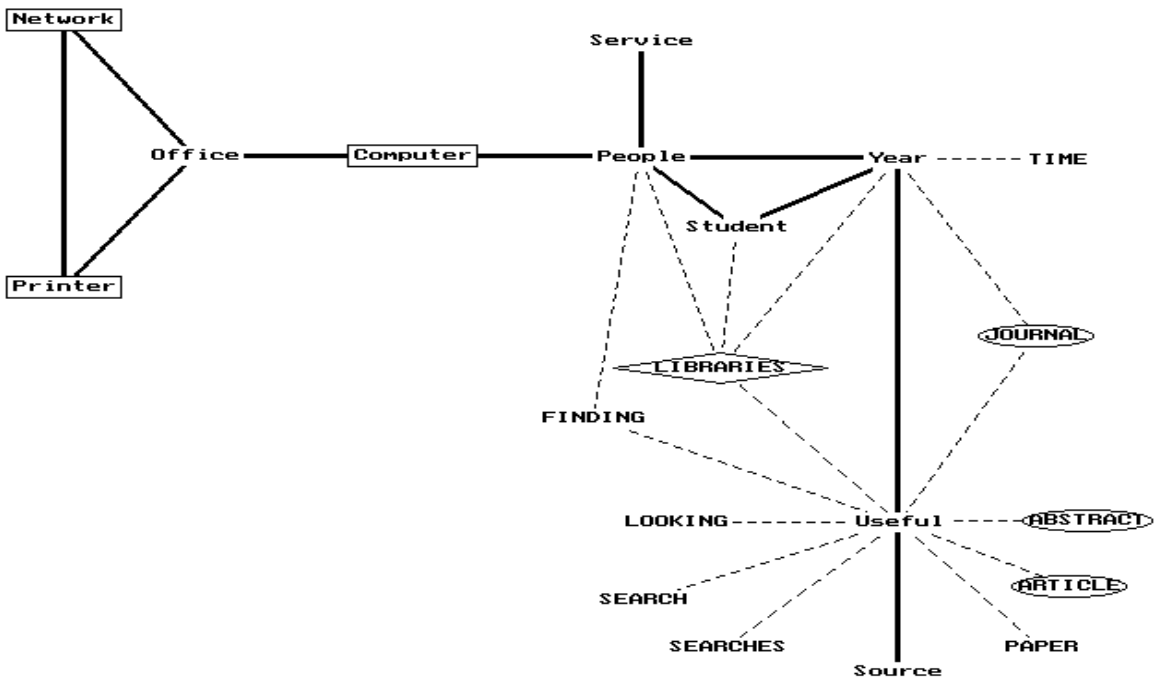 Network
Service
Office
Computer
People
Year
TIME
Student
Printer
JOURNAL
LIBRARIES
FINDING
LOOKING
Useful
ABSTRACT
ARTICLE
SEARCH
SEARCHES
PAPER
Source